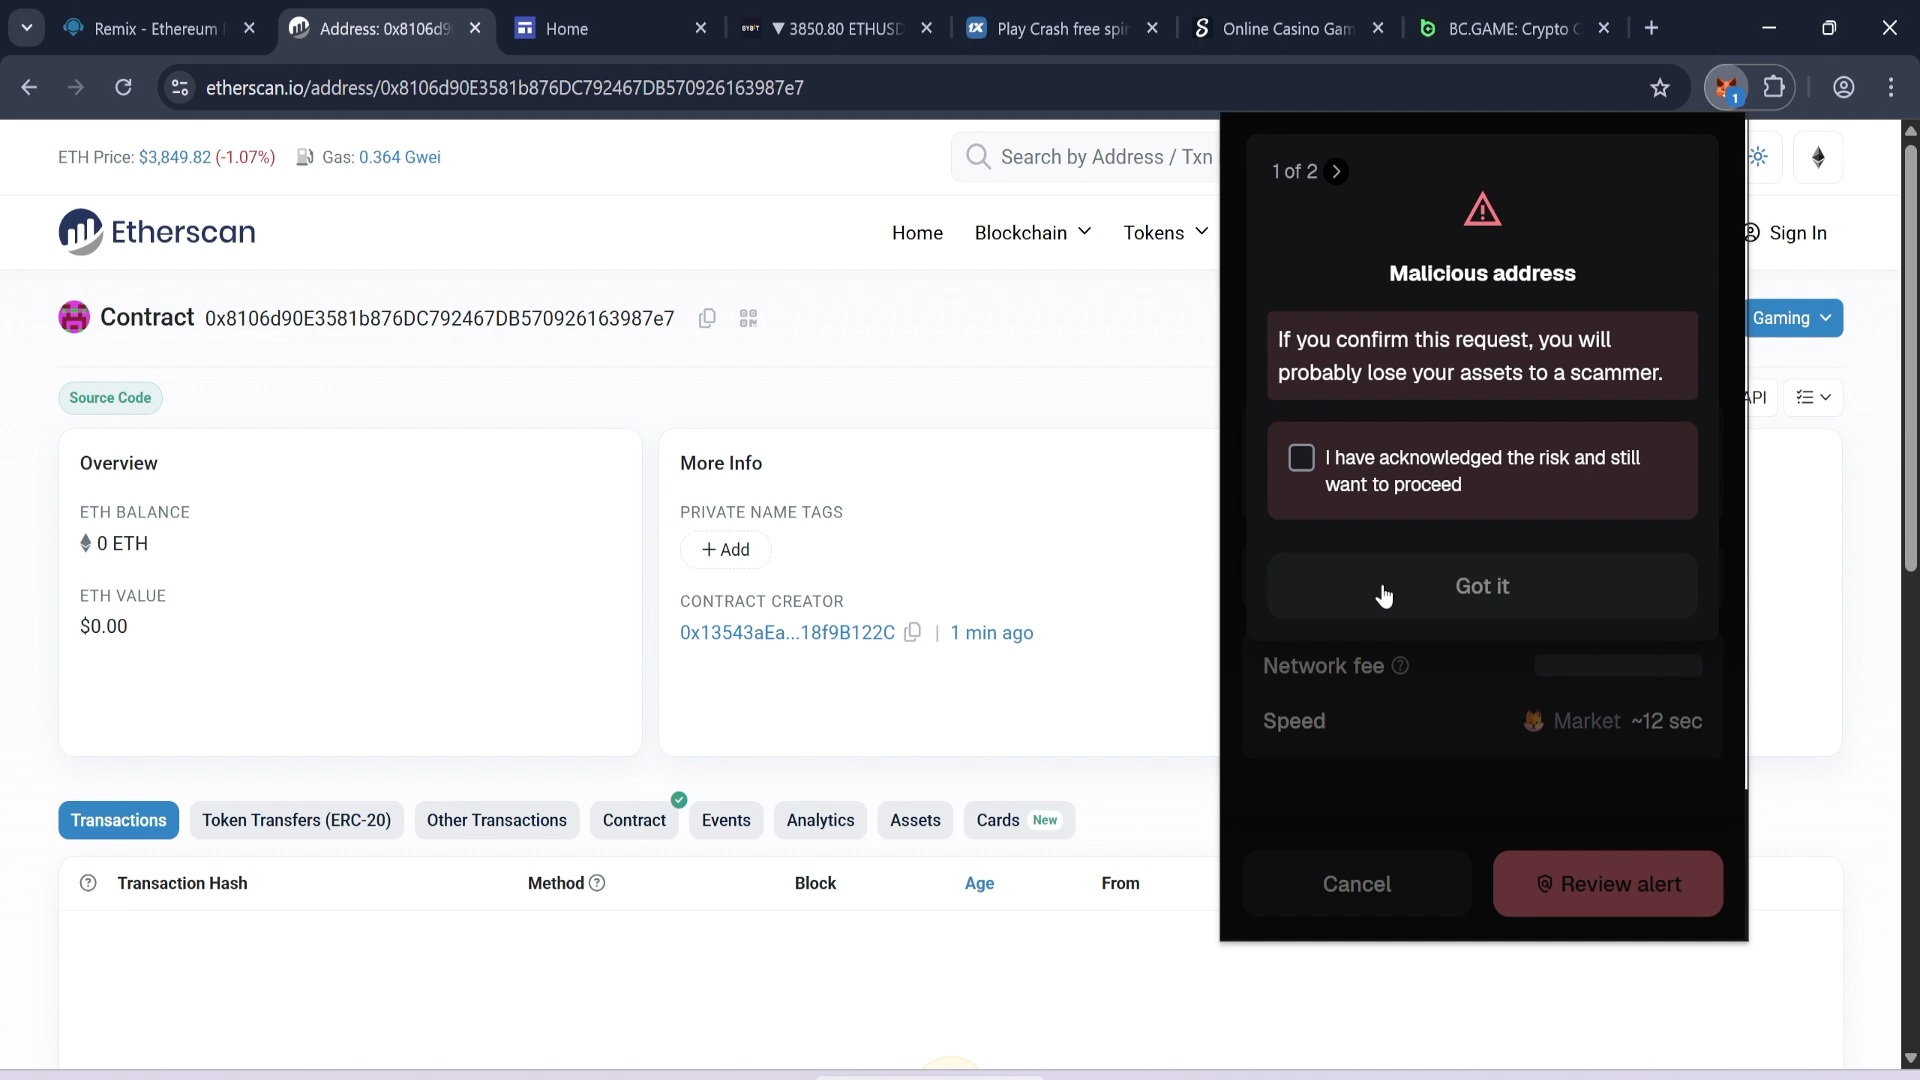 Remix - Ethereum
Address: 0x8106d9
Home
BYBIT
▼ 3850.80 ETHUSD
Play Crash free spi
Online Casino Gam
BC.GAME: Crypto C
etherscan.io/address/0x8106d90E3581b876DC792467DB570926163987e7
1
ETH Price: $3,849.82 (-1.07%)
Gas: 0.364 Gwei
Search by Address / Txn
Etherscan
Home
Blockchain
Tokens
Sign In
Contract 0x8106d90E3581b876DC792467DB570926163987e7
Gaming
Source Code
API
Overview
ETH BALANCE
0 ETH
ETH VALUE
$0.00
More Info
PRIVATE NAME TAGS
+ Add
CONTRACT CREATOR
0x13543aEa...18f9B122C | 1 min ago
Transactions
Token Transfers (ERC-20)
Other Transactions
Contract
Events
Analytics
Assets
Cards New
Transaction Hash
Method
Block
Age
From
1 of 2
Malicious address
If you confirm this request, you will
probably lose your assets to a scammer.
I have acknowledged the risk and still
want to proceed
Got it
Network fee
Speed
Market ~12 sec
Cancel
Review alert